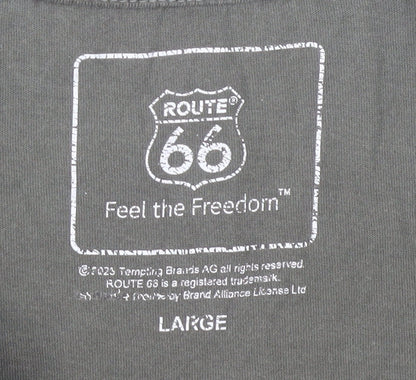 ROUTE®
66
Feel the Freedom™
© 2023 Tempting Brands AG all rights reserved.
ROUTE 66 is a registered trademark.
by Brand Alliance License Ltd
LARGE